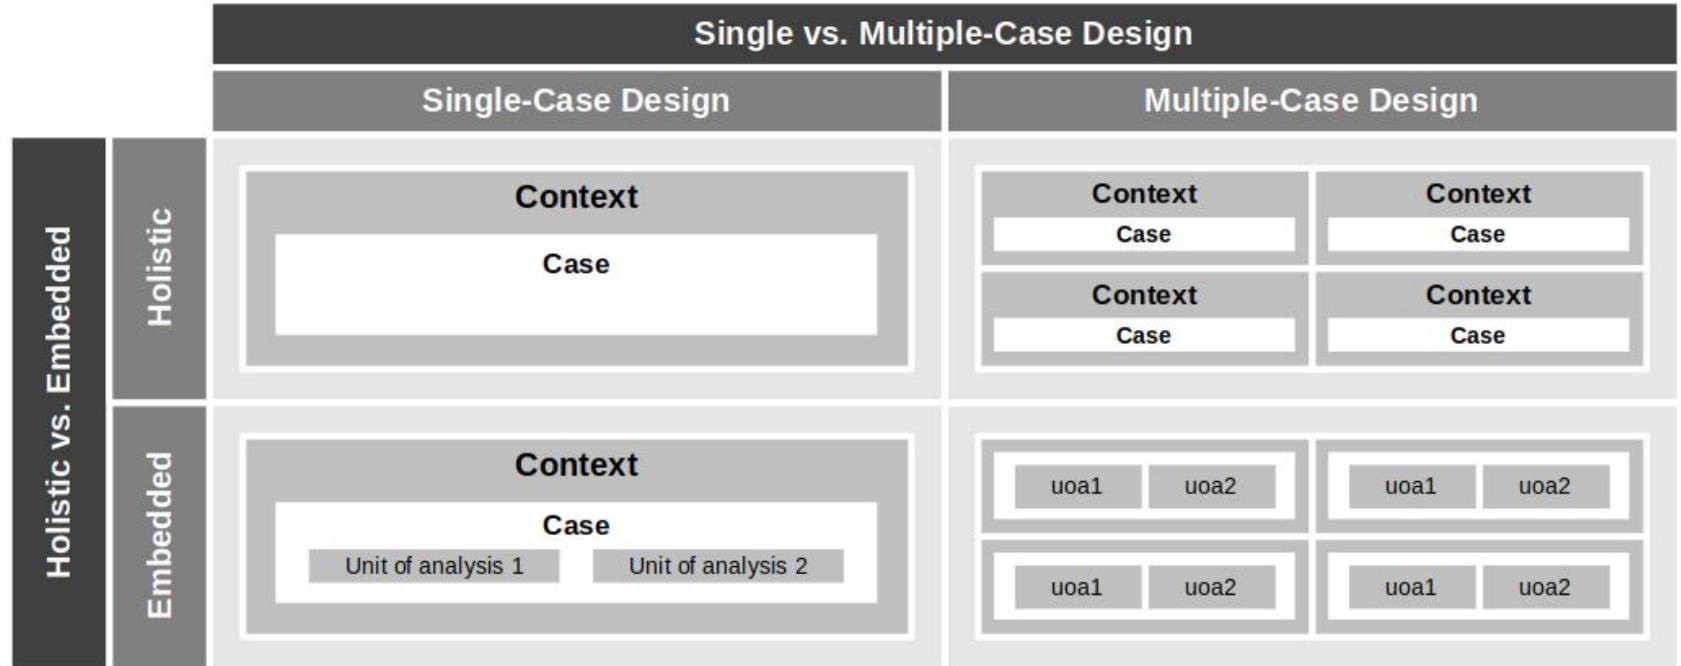 Single vs. Multiple-Case Design
Single-Case Design
Multiple-Case Design
Holistic vs. Embedded
Holistic
Context
Case
Context
Case
Context
Case
Context
Case
Context
Case
Embedded
Context
Case
Unit of analysis 1
Unit of analysis 2
uoa1
uoa2
uoa1
uoa2
uoa1
uoa2
uoa1
uoa2